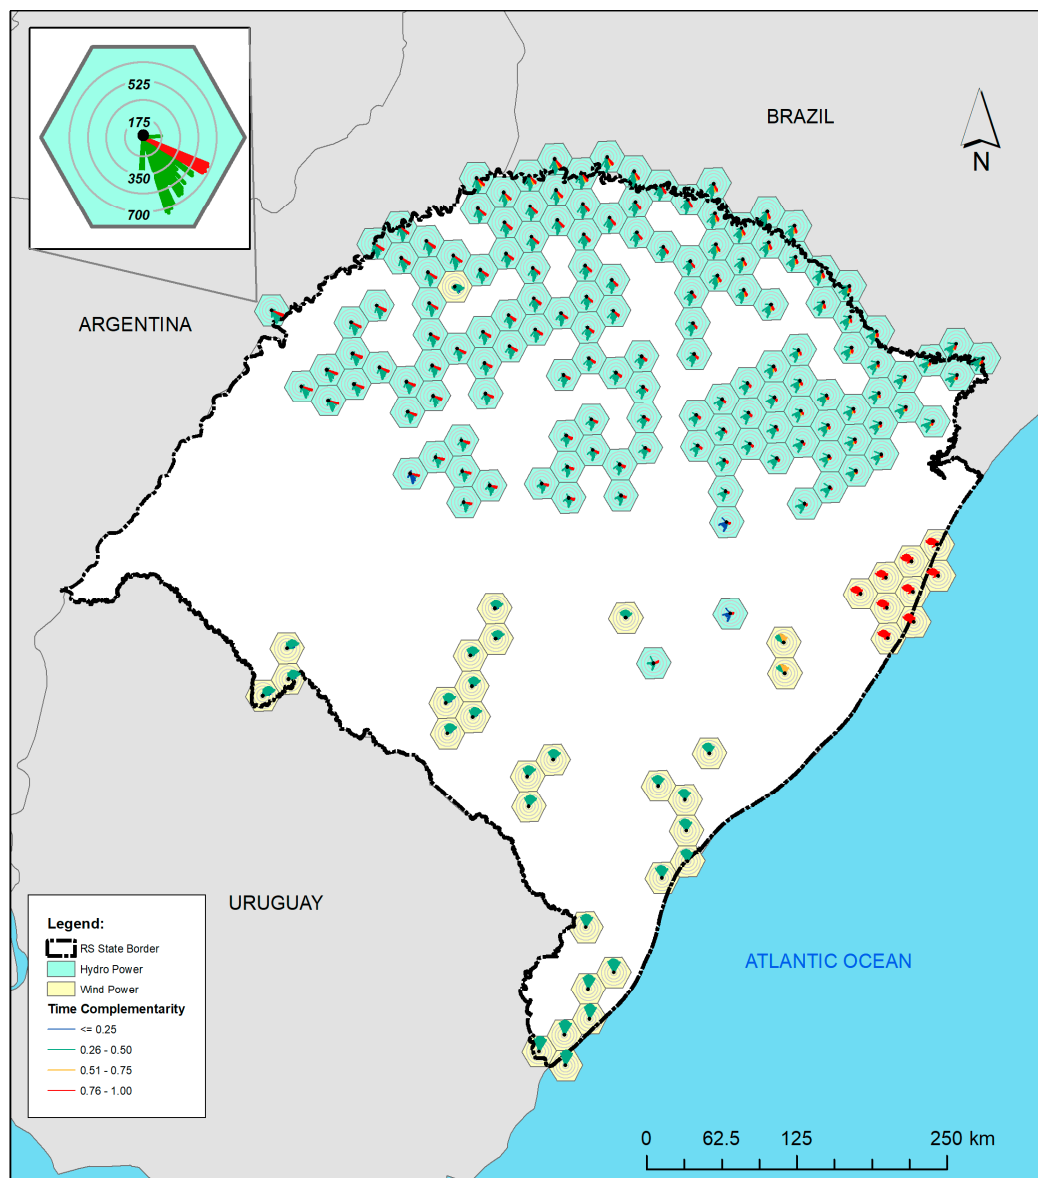 525
175
350
700
BRAZIL
N
ARGENTINA
URUGUAY
ATLANTIC OCEAN
Legend:
RS State Border
Hydro Power
Wind Power
Time Complementarity
<= 0.25
0.26 - 0.50
0.51 - 0.75
0.76 - 1.00
0 62.5 125 250 km